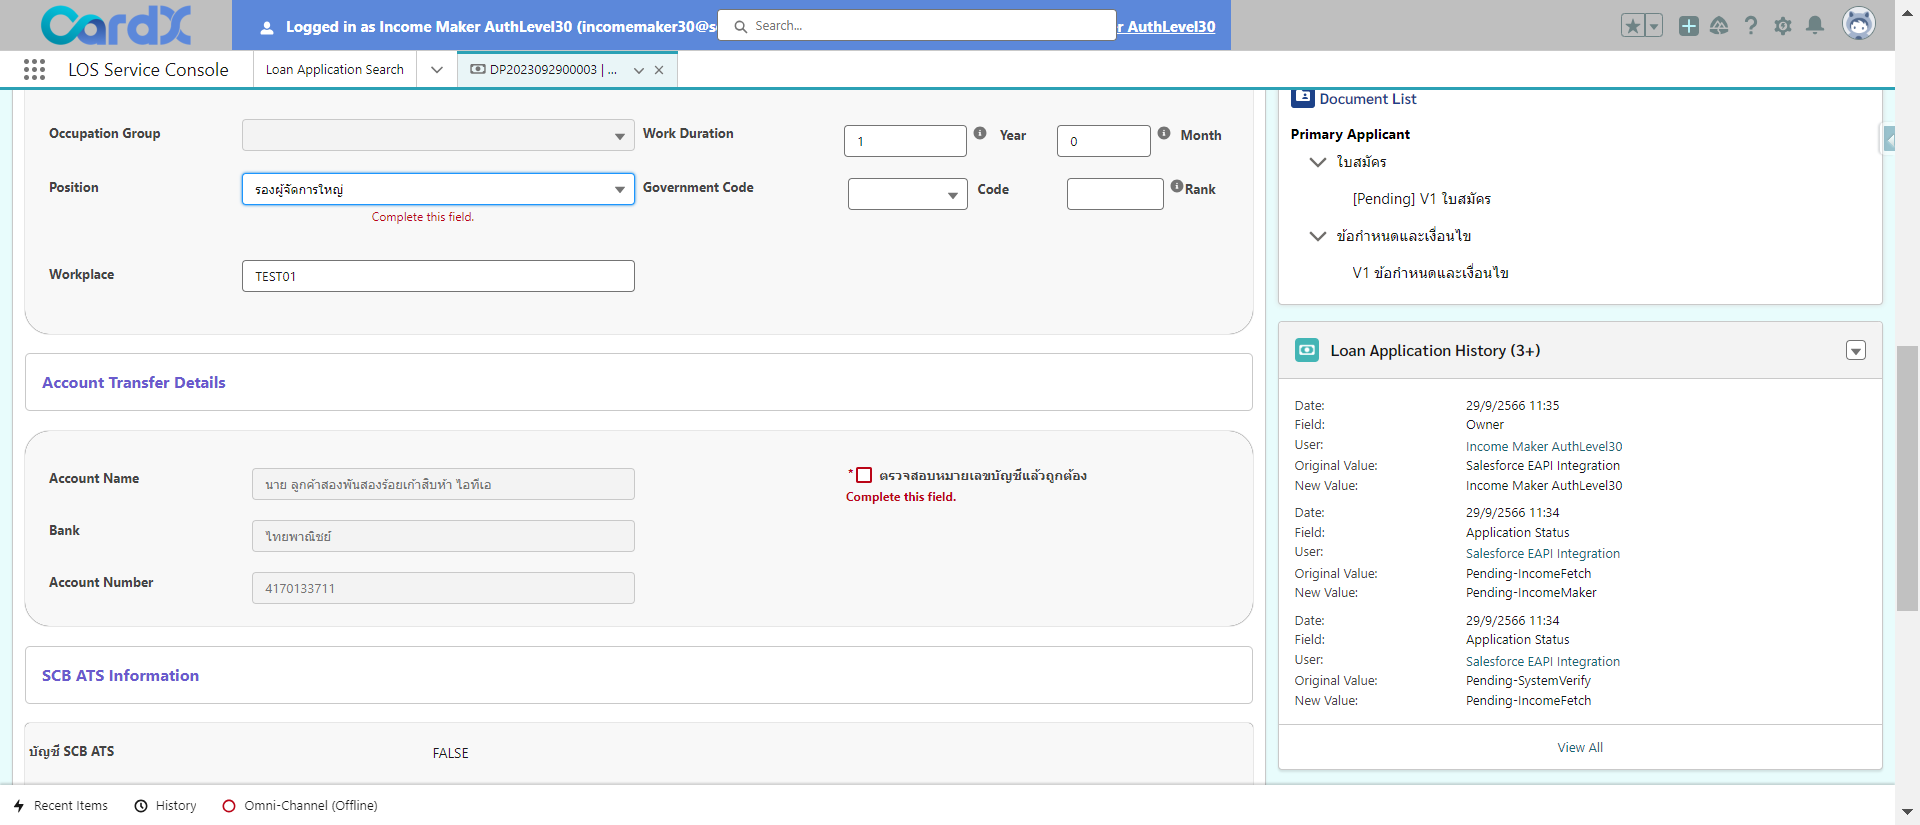 CardX
Logged in as Income Maker AuthLevel30 (incomemaker30@s
Search...
r AuthLevel30
LOS Service Console
Loan Application Search
DP2023092900003 | ...
Occupation Group
Work Duration
1
Year
0
Month
Position
รองผู้จัดการใหญ่
Complete this field.
Government Code
Code
Rank
Workplace
TEST01
Account Transfer Details
Account Name
นาย ลูกค้าสองพันสองร้อยเก้าสิบห้า ไอทีเอ
*ตรวจสอบหมายเลขบัญชีแล้วถูกต้อง
Complete this field.
Bank
ไทยพาณิชย์
Account Number
4170133711
SCB ATS Information
บัญชี SCB ATS
FALSE
Document List
Primary Applicant
ใบสมัคร
[Pending] V1 ใบสมัคร
ข้อกำหนดและเงื่อนไข
V1 ข้อกำหนดและเงื่อนไข
Loan Application History (3+)
Date: 29/9/2566 11:35
Field: Owner
User: Income Maker AuthLevel30
Original Value: Salesforce EAPI Integration
New Value: Income Maker AuthLevel30
Date: 29/9/2566 11:34
Field: Application Status
User: Salesforce EAPI Integration
Original Value: Pending-IncomeFetch
New Value: Pending-IncomeMaker
Date: 29/9/2566 11:34
Field: Application Status
User: Salesforce EAPI Integration
Original Value: Pending-SystemVerify
New Value: Pending-IncomeFetch
View All
Recent Items
History
Omni-Channel (Offline)